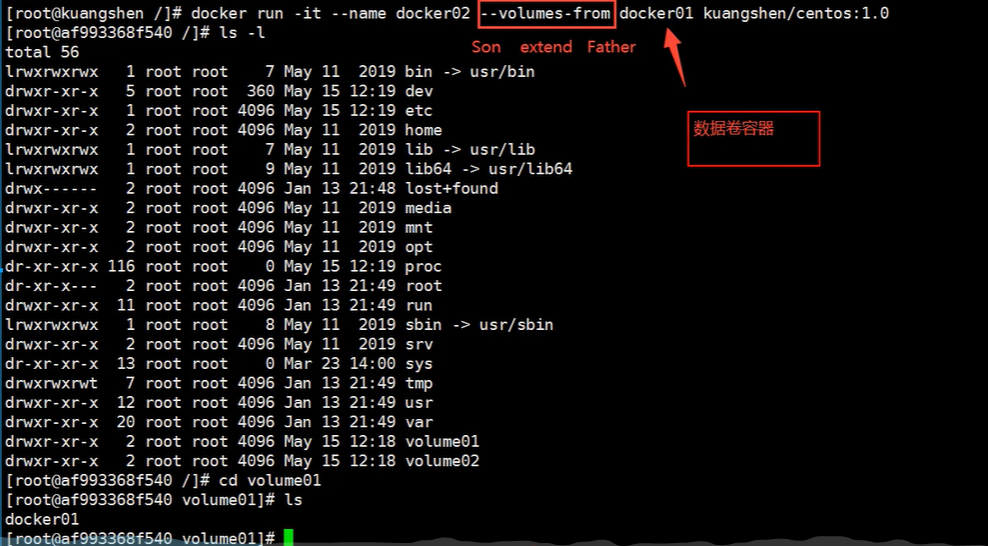 [root@kuangshen /]# docker run -it --name docker02 --volumes-from docker01 kuangshen/centos:1.0
[root@af993368f540 /]# ls -l
Son extend Father
total 56
lrwxrwxrwx 1 root root 7 May 11 2019 bin -> usr/bin
drwxr-xr-x 5 root root 360 May 15 12:19 dev
drwxr-xr-x 1 root root 4096 May 15 12:19 etc
数据卷容器
drwxr-xr-x 2 root root 4096 May 11 2019 home
lrwxrwxrwx 1 root root 7 May 11 2019 lib -> usr/lib
lrwxrwxrwx 1 root root 9 May 11 2019 lib64 -> usr/lib64
drwx------ 2 root root 4096 Jan 13 21:48 lost+found
drwxr-xr-x 2 root root 4096 May 11 2019 media
drwxr-xr-x 2 root root 4096 May 11 2019 mnt
drwxr-xr-x 2 root root 4096 May 11 2019 opt
dr-xr-xr-x 116 root root 0 May 15 12:19 proc
dr-xr-x--- 2 root root 4096 Jan 13 21:49 root
drwxr-xr-x 11 root root 4096 Jan 13 21:49 run
lrwxrwxrwx 1 root root 8 May 11 2019 sbin -> usr/sbin
drwxr-xr-x 2 root root 4096 May 11 2019 srv
dr-xr-xr-x 13 root root 0 Mar 23 14:00 sys
drwxrwxrwt 7 root root 4096 Jan 13 21:49 tmp
drwxr-xr-x 12 root root 4096 Jan 13 21:49 usr
drwxr-xr-x 20 root root 4096 Jan 13 21:49 var
drwxr-xr-x 2 root root 4096 May 15 12:18 volume01
drwxr-xr-x 2 root root 4096 May 15 12:18 volume02
[root@af993368f540 /]# cd volume01
[root@af993368f540 volume01]# ls
docker01
[root@af993368f540 volume01]#